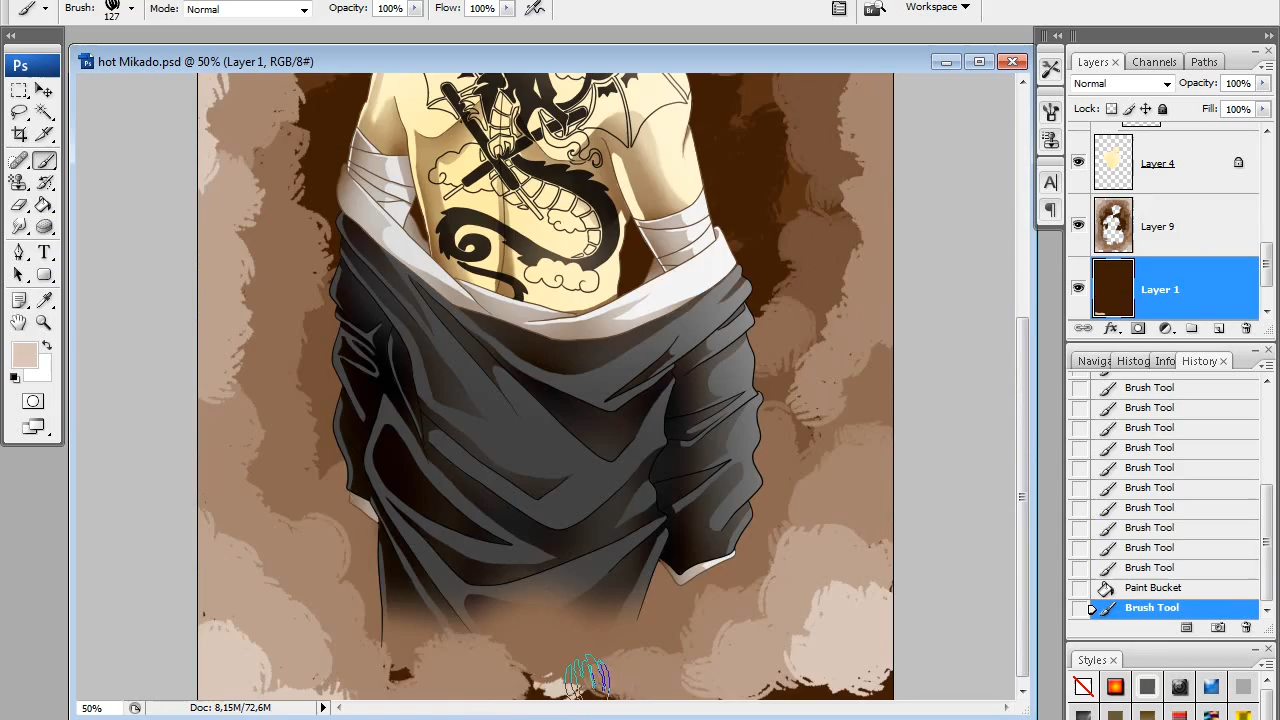 Brush: 127 Mode: Normal Opacity: 100% Flow: 100% Workspace
Ps
hot Mikado.psd @ 50% (Layer 1, RGB/8#)
Layers Channels Paths
Normal Opacity: 100%
Lock: Fill: 100%
Layer 4
Layer 9
Layer 1
Naviga Histog Info History
Brush Tool
Brush Tool
Brush Tool
Brush Tool
Brush Tool
Brush Tool
Brush Tool
Brush Tool
Brush Tool
Brush Tool
Paint Bucket
Brush Tool
Styles
50% Doc: 8,15M/72,6M